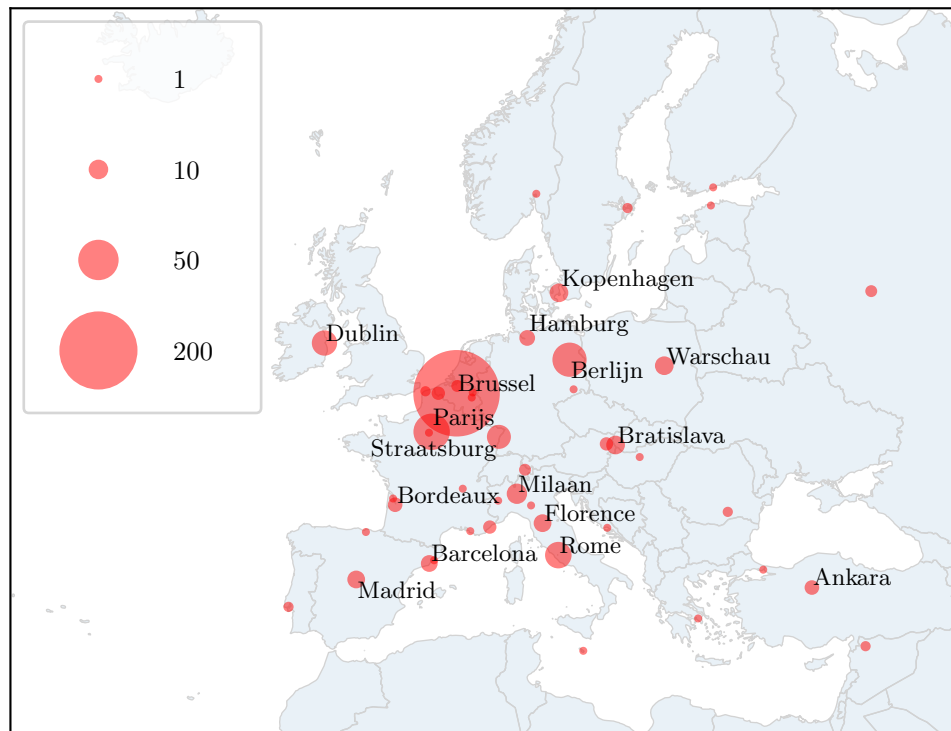 1
10
50
200
Kopenhagen
Hamburg
Dublin
Berlijn
Warschau
Brussel
Parijs
Straatsburg
Bratislava
Milaan
Bordeaux
Florence
Rome
Barcelona
Madrid
Ankara